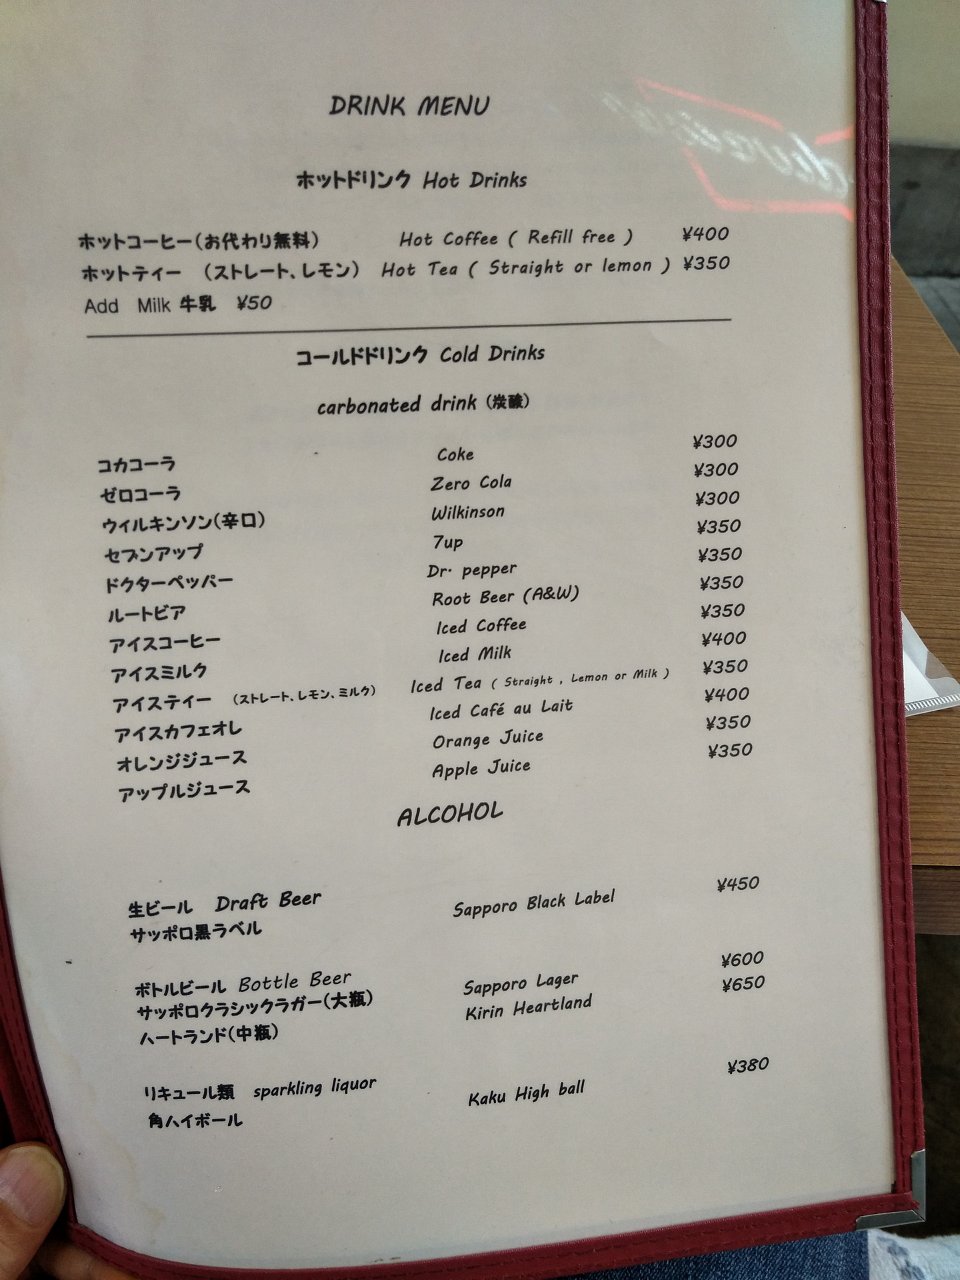 DRINK MENU
ホットドリンク Hot Drinks
ホットコーヒー(お代わり無料) Hot Coffee ( Refill free ) ¥400
ホットティー (ストレート、レモン) Hot Tea ( Straight or lemon ) ¥350
Add Milk 牛乳 ¥50
コールドドリンク Cold Drinks
carbonated drink (炭酸)
コカコーラ Coke ¥300
ゼロコーラ Zero Cola ¥300
ウィルキンソン(辛口) Wilkinson ¥300
セブンアップ 7up ¥350
ドクターペッパー Dr. pepper ¥350
ルートビア Root Beer (A&W) ¥350
アイスコーヒー Iced Coffee ¥350
アイスミルク Iced Milk ¥400
アイスティー (ストレート、レモン、ミルク) Iced Tea ( Straight , Lemon or Milk ) ¥350
アイスカフェオレ Iced Café au Lait ¥400
オレンジジュース Orange Juice ¥350
アップルジュース Apple Juice ¥350
ALCOHOL
生ビール Draft Beer
サッポロ黒ラベル Sapporo Black Label ¥450
ボトルビール Bottle Beer
サッポロクラシックラガー(大瓶) Sapporo Lager ¥600
ハートランド(中瓶) Kirin Heartland ¥650
リキュール類 sparkling liquor
角ハイボール Kaku High ball ¥380